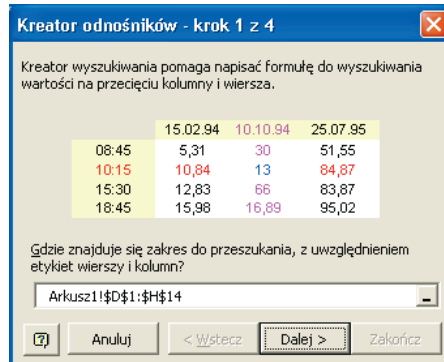 Kreator odnośników - krok 1 z 4
Kreator wyszukiwania pomaga napisać formułę do wyszukiwania
wartości na przecięciu kolumny i wiersza.
15.02.94 10.10.94 25.07.95
08:45 5,31 30 51,55
10:15 10,84 13 84,87
15:30 12,83 66 83,87
18:45 15,98 16,89 95,02
Gdzie znajduje się zakres do przeszukania, z uwzględnieniem
etykiet wierszy i kolumn?
Arkusz1!$D$1:$H$14
? Anuluj < Wstecz Dalej > Zakończ